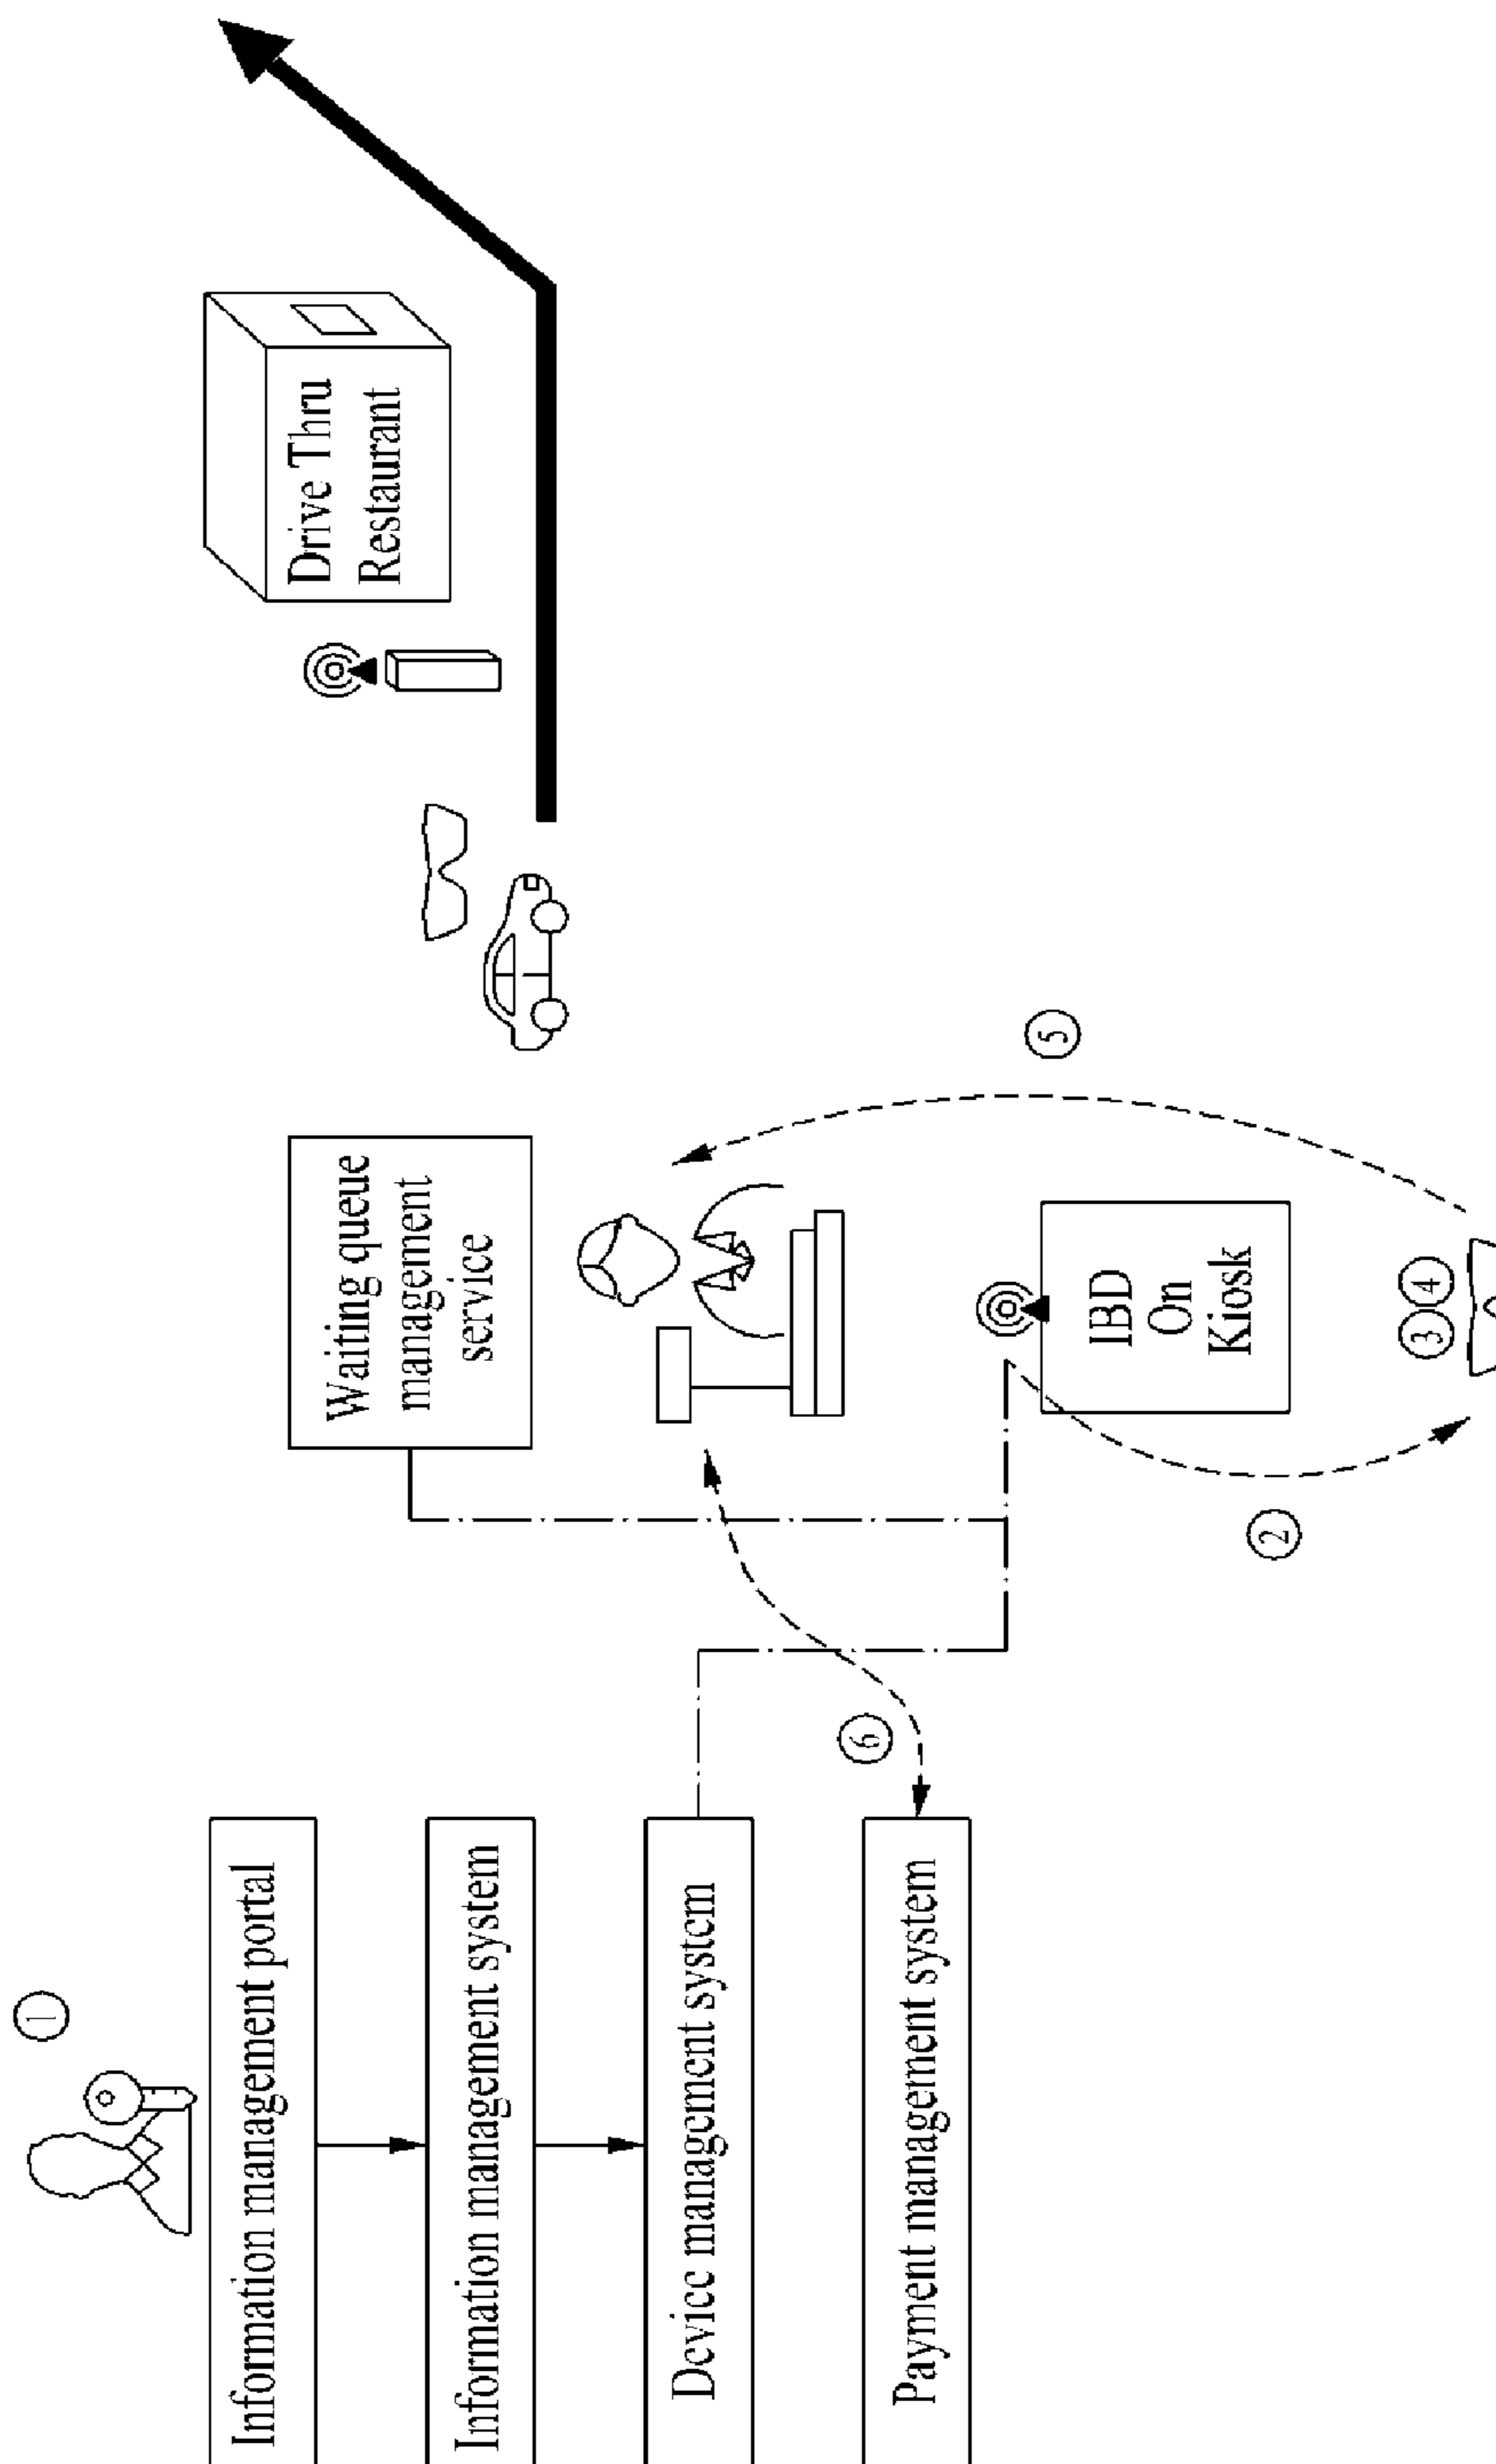 ①
Information management portal
Information management system
Device management system
Payment management system
⑥
Waiting queue
management
service
IBD
On
Kiosk
②
③④
⑤
Drive Thru
Restaurant